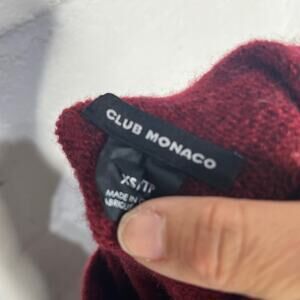 CLUB MONACO
XS/TP
MADE IN